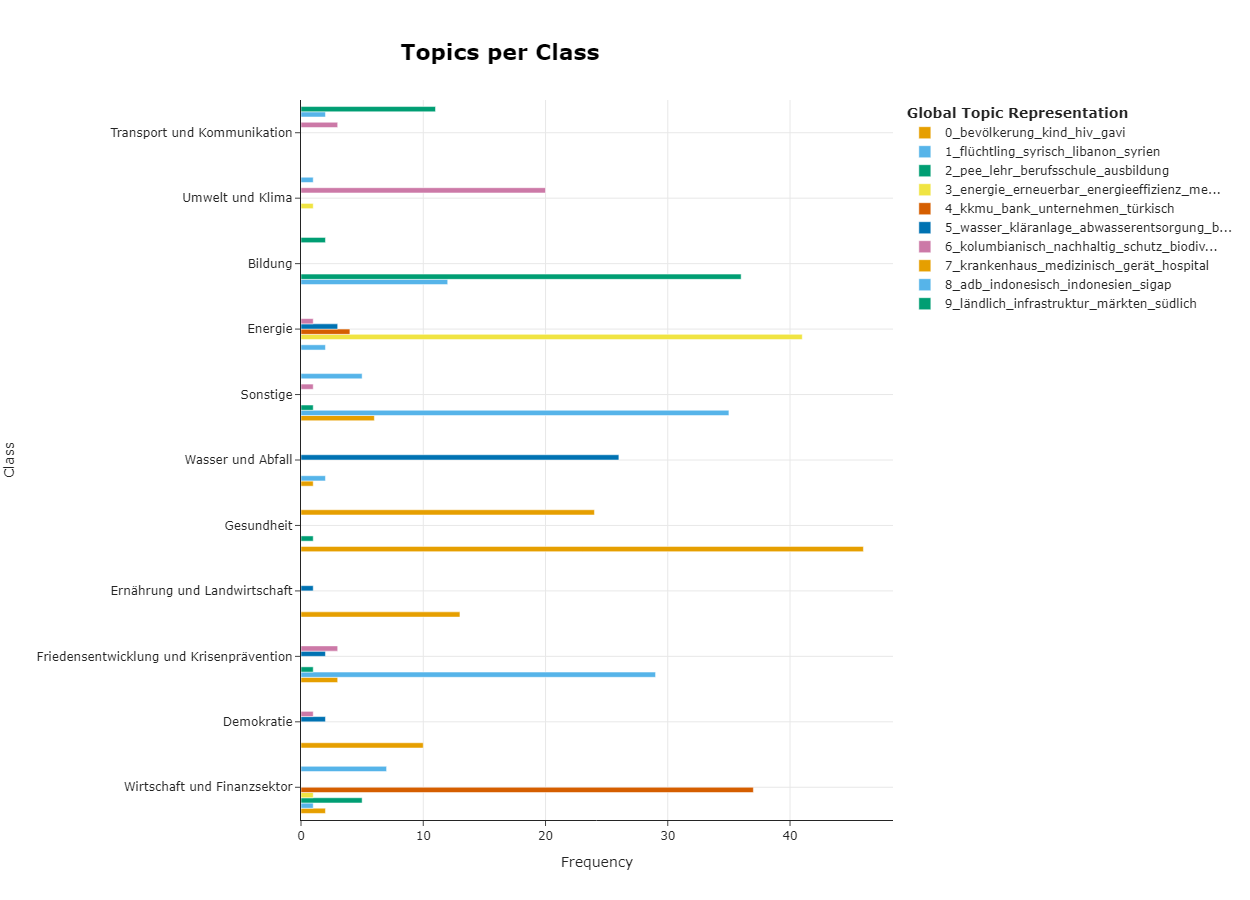 Topics per Class
Global Topic Representation
0_bevölkerung_kind_hiv_gavi
1_flüchtling_syrisch_libanon_syrien
2_pee_lehr_berufsschule_ausbildung
3_energie_erneuerbar_energieeffizienz_me...
4_kkmu_bank_unternehmen_türkisch
5_wasser_kläranlage_abwasserentsorgung_b...
6_kolumbianisch_nachhaltig_schutz_biodiv...
7_krankenhaus_medizinisch_gerät_hospital
8_adb_indonesisch_indonesien_sigap
9_ländlich_infrastruktur_märkten_südlich
Class
Transport und Kommunikation
Umwelt und Klima
Bildung
Energie
Sonstige
Wasser und Abfall
Gesundheit
Ernährung und Landwirtschaft
Friedensentwicklung und Krisenprävention
Demokratie
Wirtschaft und Finanzsektor
0 10 20 30 40
Frequency